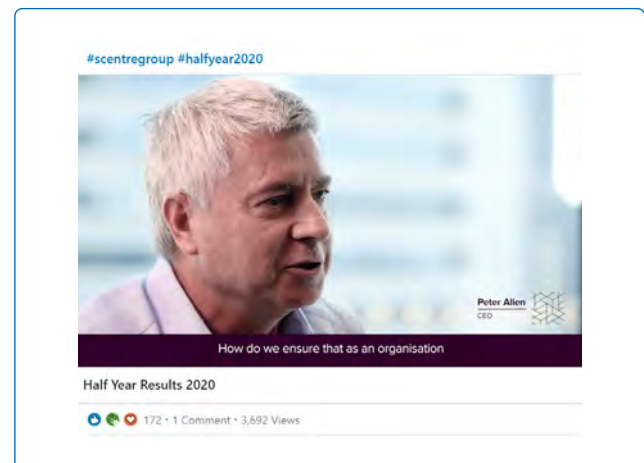 #scentregroup #halfyear2020
Peter Allen
CEO
How do we ensure that as an organisation
Half Year Results 2020
172 · 1 Comment · 3,692 Views